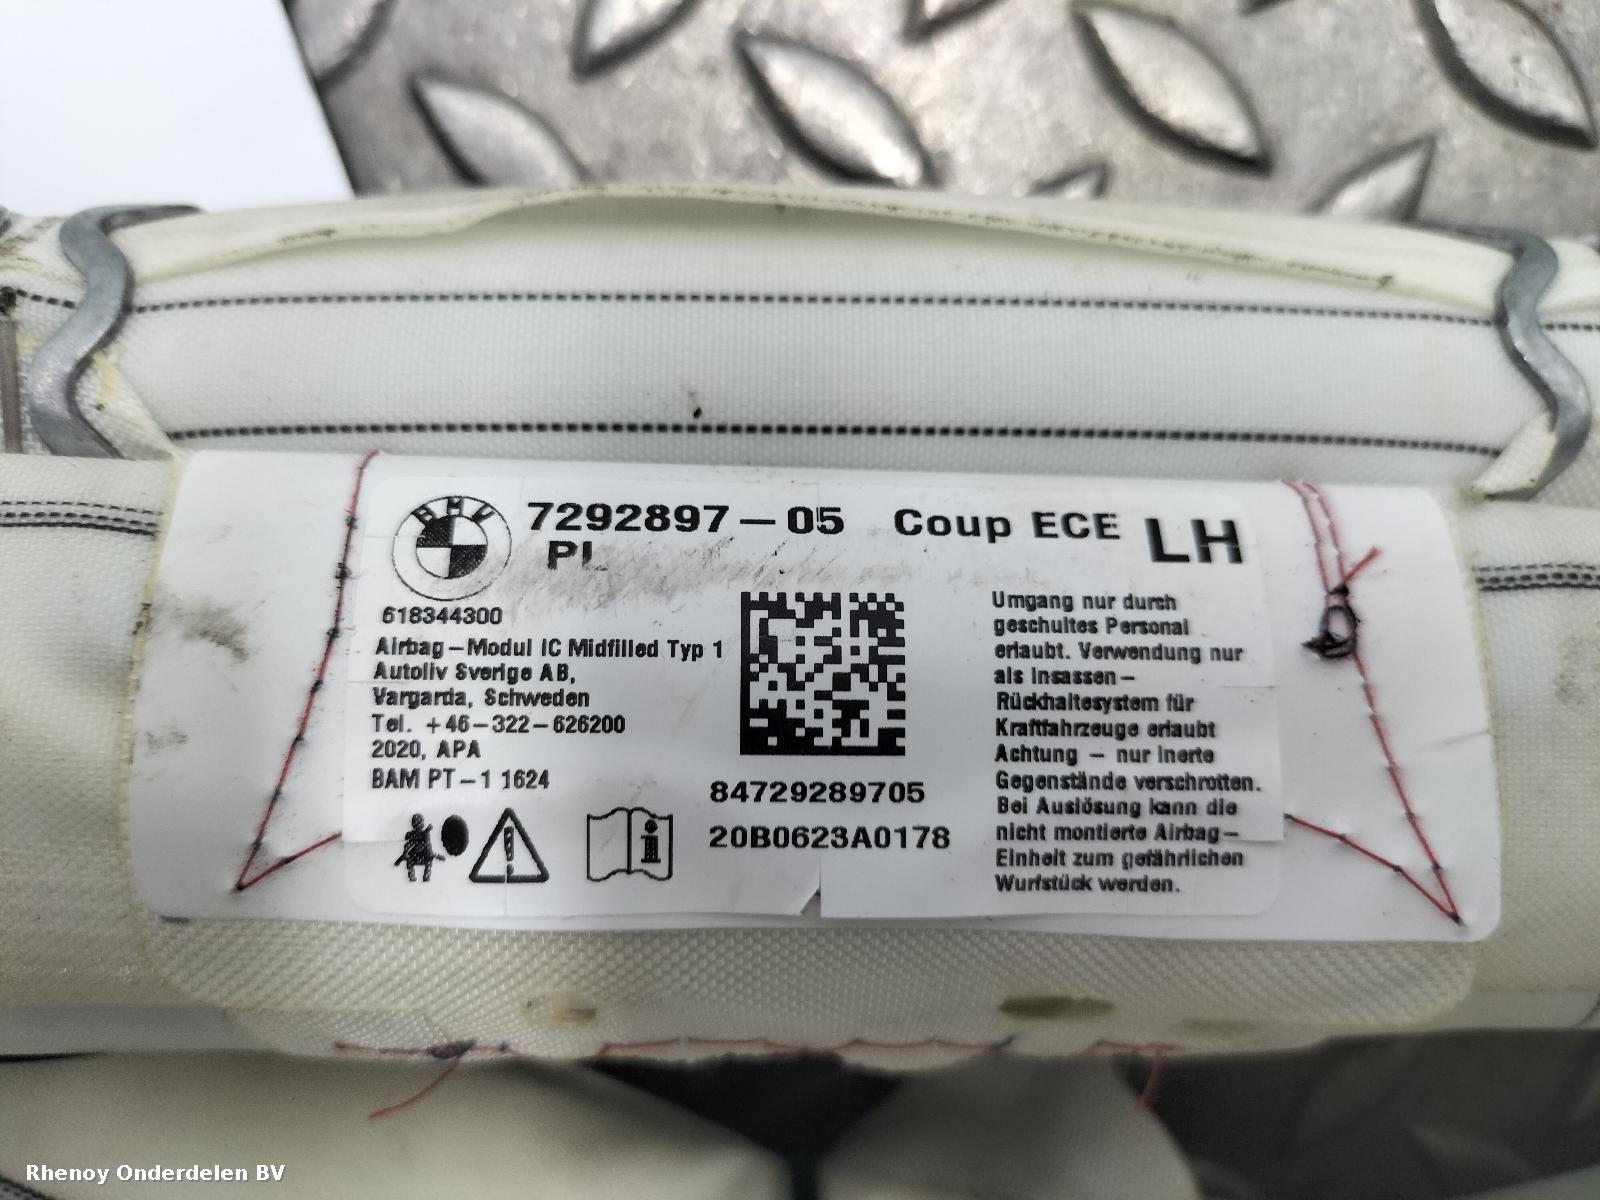 BMW
7292897-05 Coup ECE LH
PL
618344300
Airbag-Modul IC Midfilled Typ 1
Autoliv Sverige AB,
Vargarda, Schweden
Tel. +46-322-626200
2020, APA
BAM PT-1 1624
84729289705
20B0623A0178
Umgang nur durch
geschultes Personal
erlaubt. Verwendung nur
als Insassen-
Rückhaltesystem für
Kraftfahrzeuge erlaubt
Achtung - nur inerte
Gegenstände verschrotten.
Bei Auslösung kann die
nicht montierte Airbag-
Einheit zum gefährlichen
Wurfstück werden.
Rhenoy Onderdelen BV